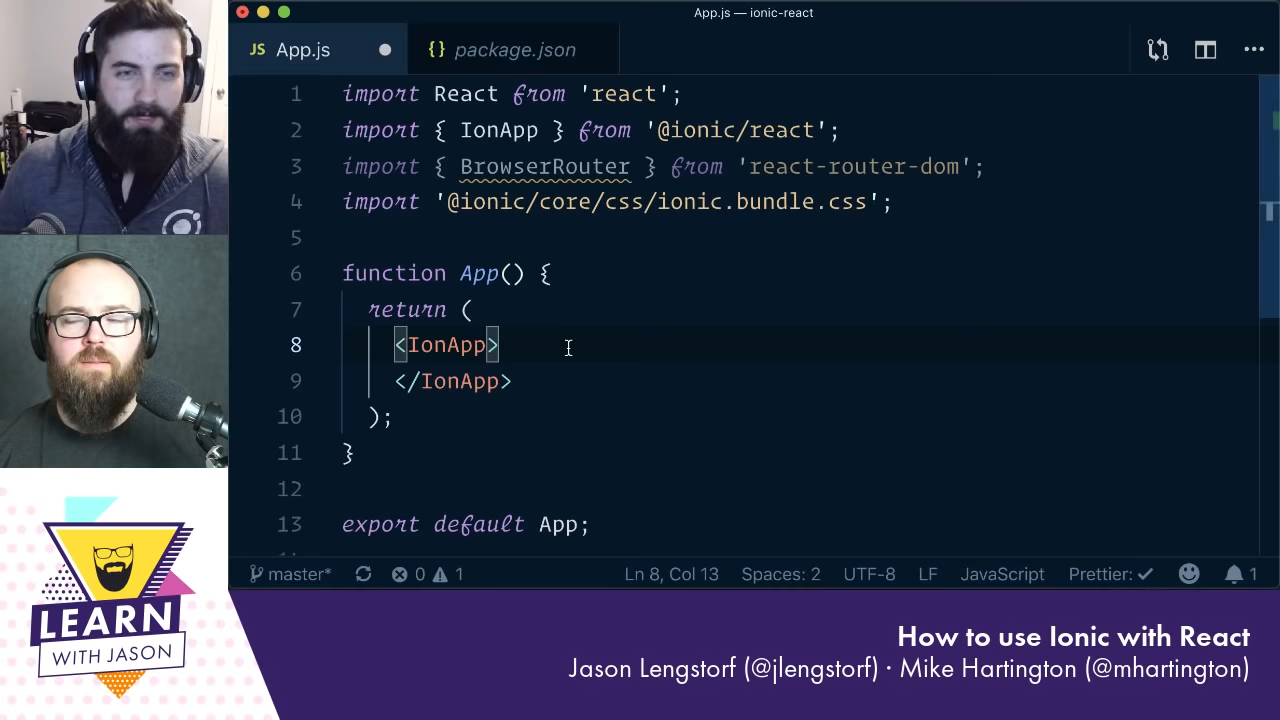 App.js — ionic-react
JS App.js
{} package.json
1 import React from 'react';
2 import { IonApp } from '@ionic/react';
3 import { BrowserRouter } from 'react-router-dom';
4 import '@ionic/core/css/ionic.bundle.css';
5
6 function App() {
7 return (
8 <IonApp>
9 </IonApp>
10 );
11 }
12
13 export default App;
master* 0 1 Ln 8, Col 13 Spaces: 2 UTF-8 LF JavaScript Prettier: 1
LEARN
WITH JASON
How to use Ionic with React
Jason Lengstorf (@jlengstorf) · Mike Hartington (@mhartington)